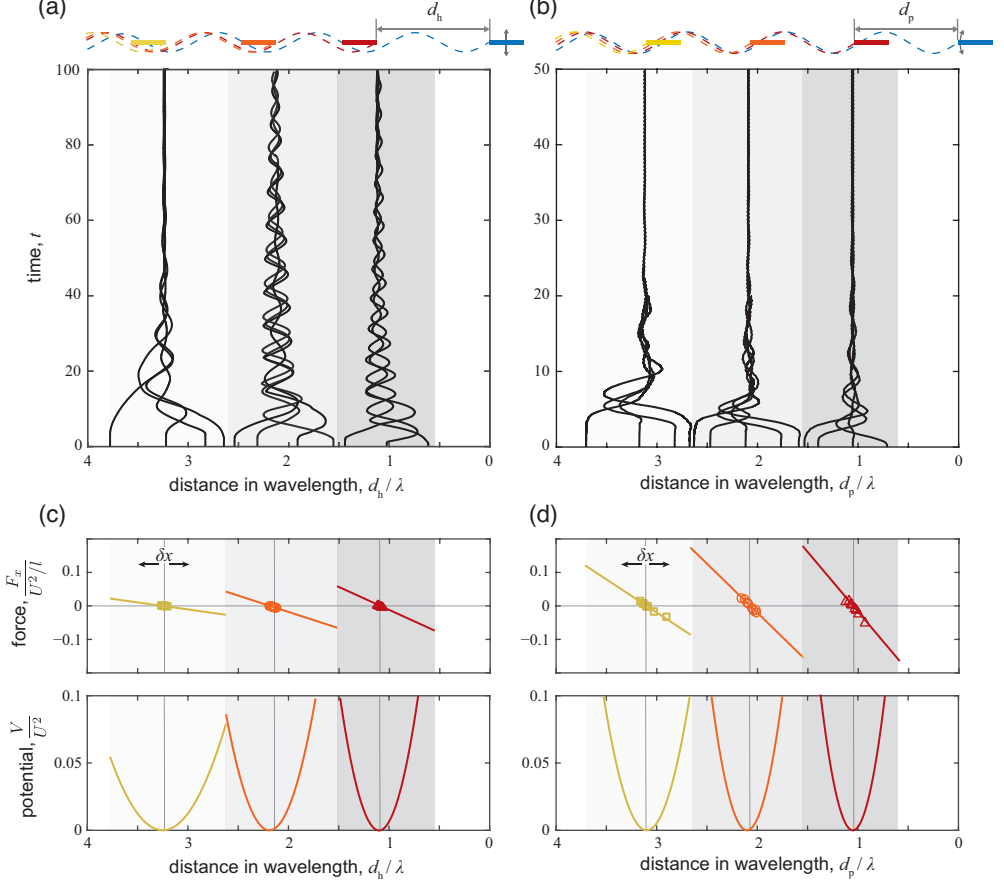 (a)
d_h
(b)
d_p
100
80
60
40
20
0
time, t
4
3
2
1
0
distance in wavelength, d_h / λ
50
40
30
20
10
0
4
3
2
1
0
distance in wavelength, d_p / λ
(c)
(d)
δx
0.1
0
−0.1
force, F_x / U²/l
δx
0.1
0
−0.1
0.1
0.05
0
potential, V / U²
4
3
2
1
0
distance in wavelength, d_h / λ
0.1
0.05
0
4
3
2
1
0
distance in wavelength, d_p / λ